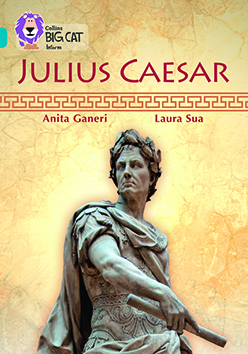 Collins
BIG CAT
Inform
JULIUS CAESAR
Anita Ganeri Laura Sua